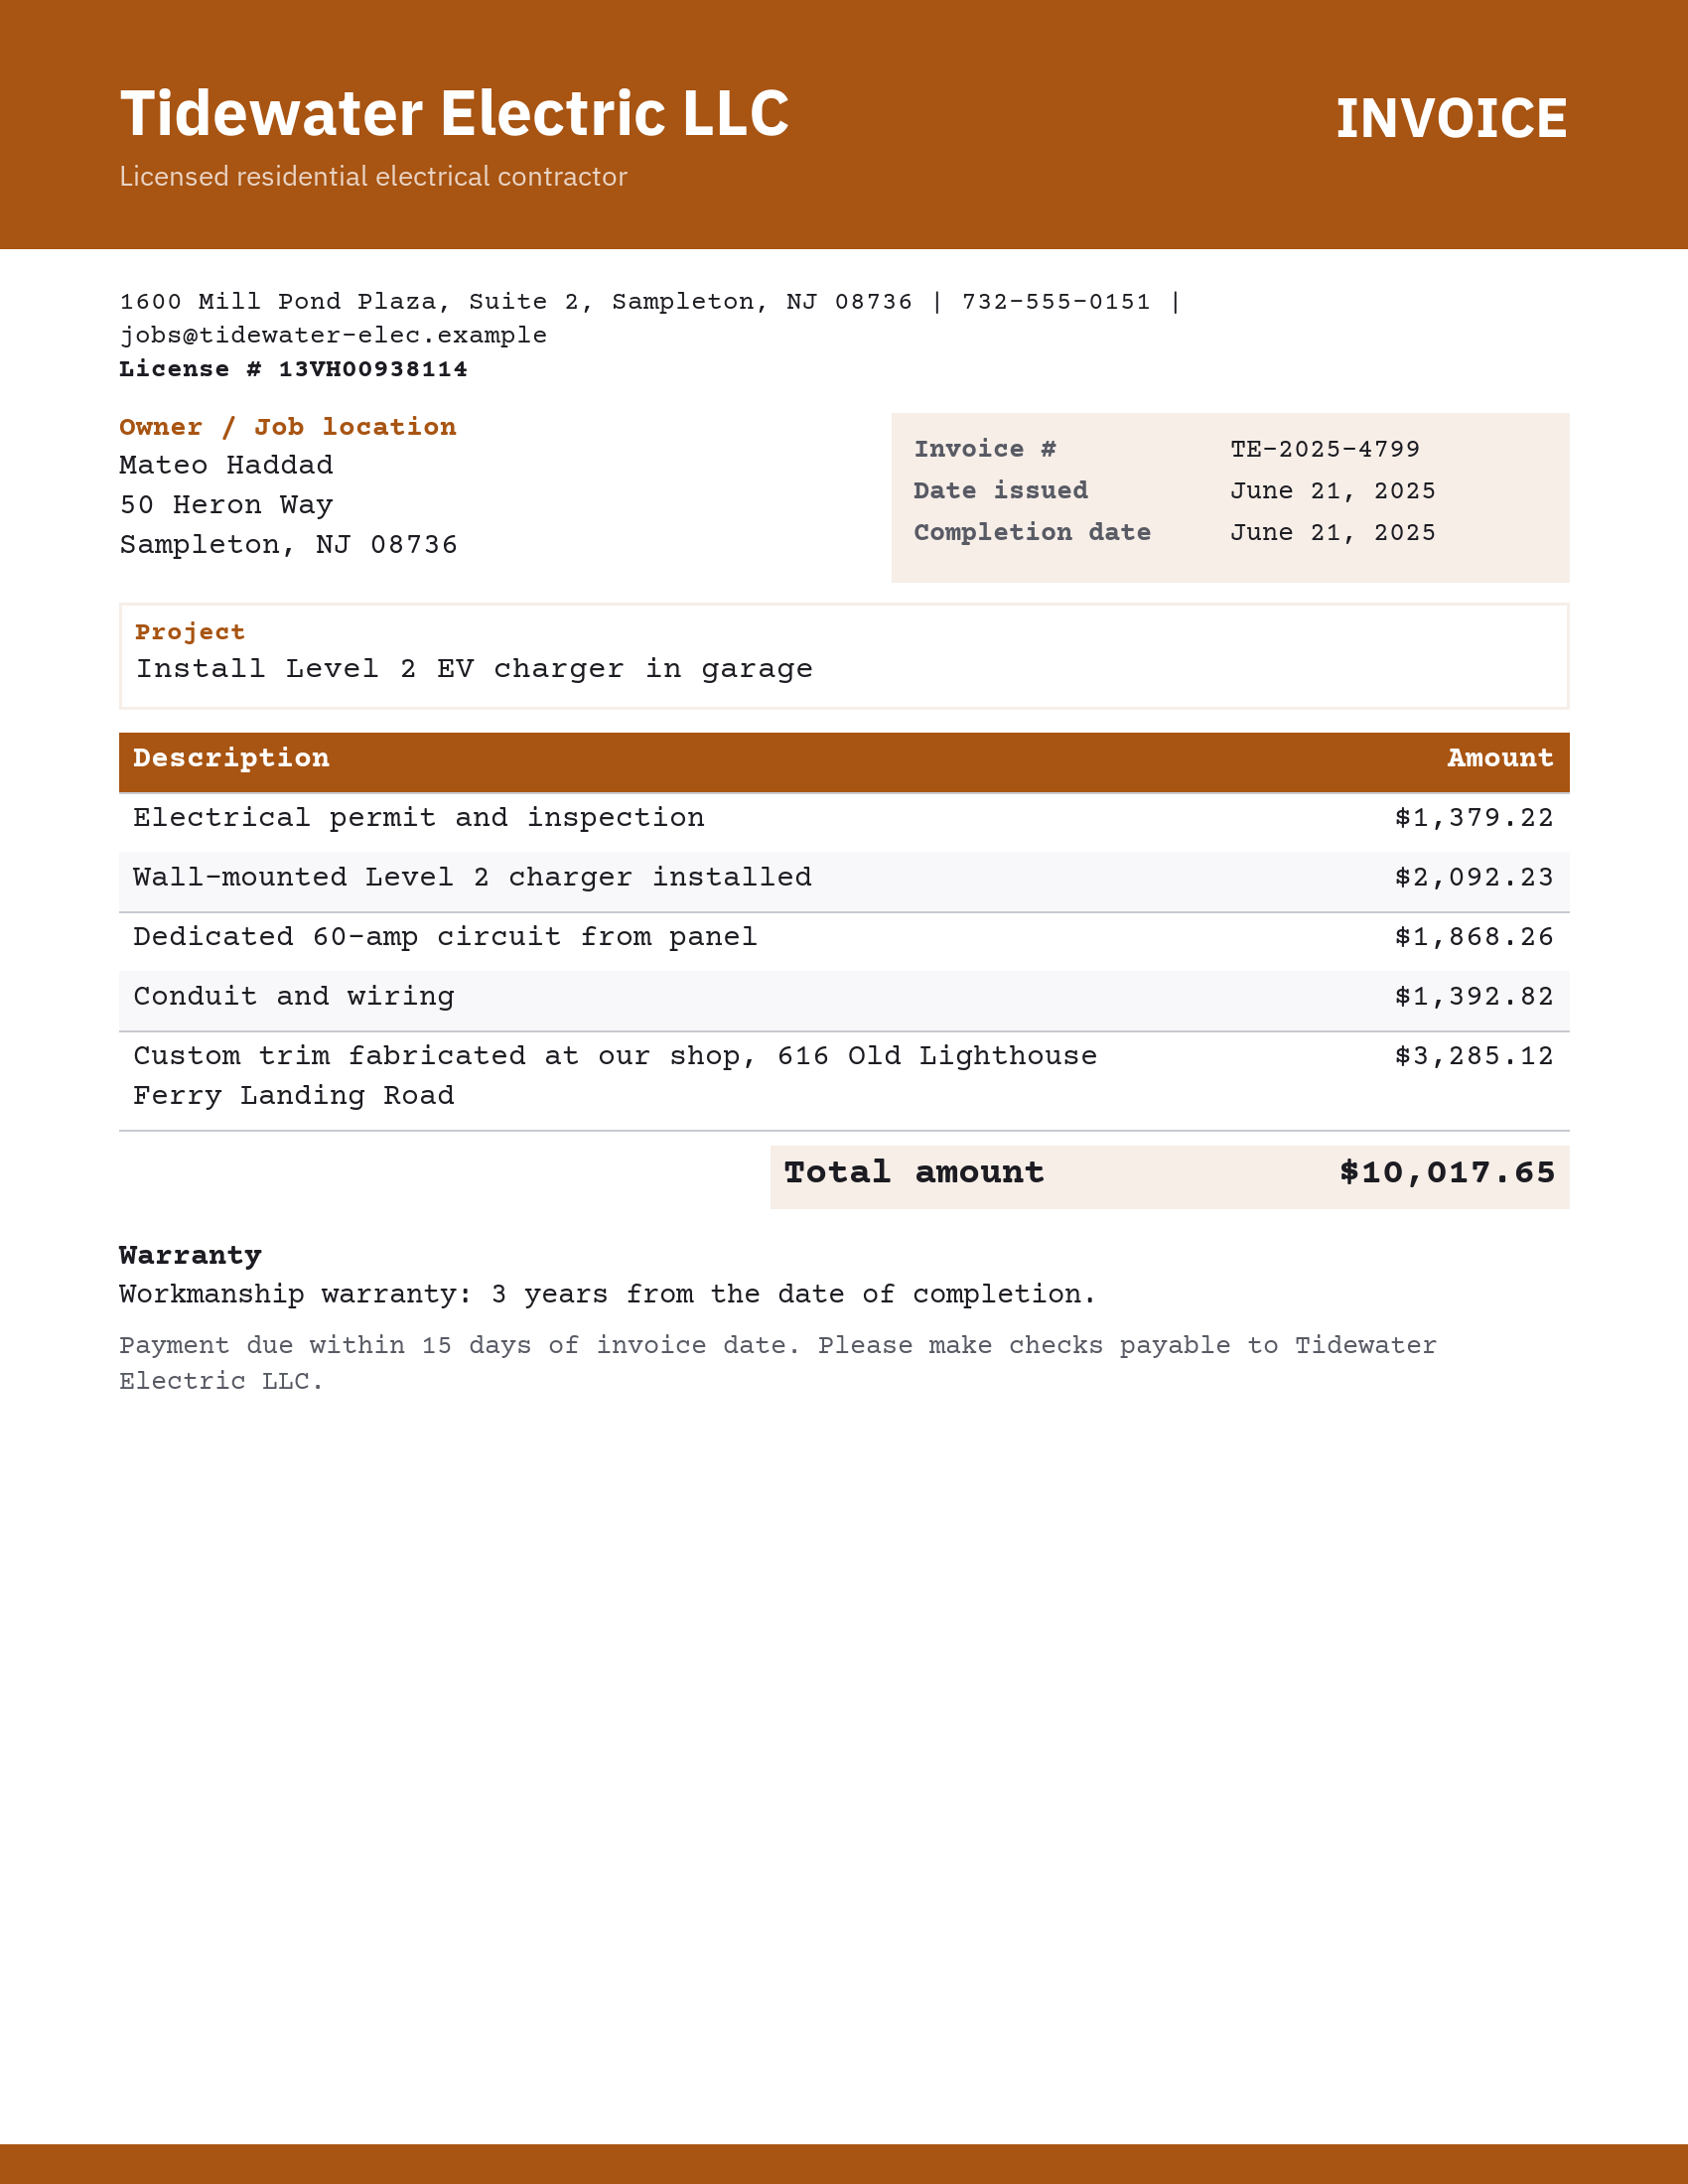 Tidewater Electric LLC
INVOICE
Licensed residential electrical contractor
1600 Mill Pond Plaza, Suite 2, Sampleton, NJ 08736 | 732-555-0151 |
jobs@tidewater-elec.example
License # 13VH00938114
Owner / Job location
Mateo Haddad
50 Heron Way
Sampleton, NJ 08736
Invoice # TE-2025-4799
Date issued June 21, 2025
Completion date June 21, 2025
Project
Install Level 2 EV charger in garage
Description Amount
Electrical permit and inspection $1,379.22
Wall-mounted Level 2 charger installed $2,092.23
Dedicated 60-amp circuit from panel $1,868.26
Conduit and wiring $1,392.82
Custom trim fabricated at our shop, 616 Old Lighthouse $3,285.12
Ferry Landing Road
Total amount $10,017.65
Warranty
Workmanship warranty: 3 years from the date of completion.
Payment due within 15 days of invoice date. Please make checks payable to Tidewater
Electric LLC.